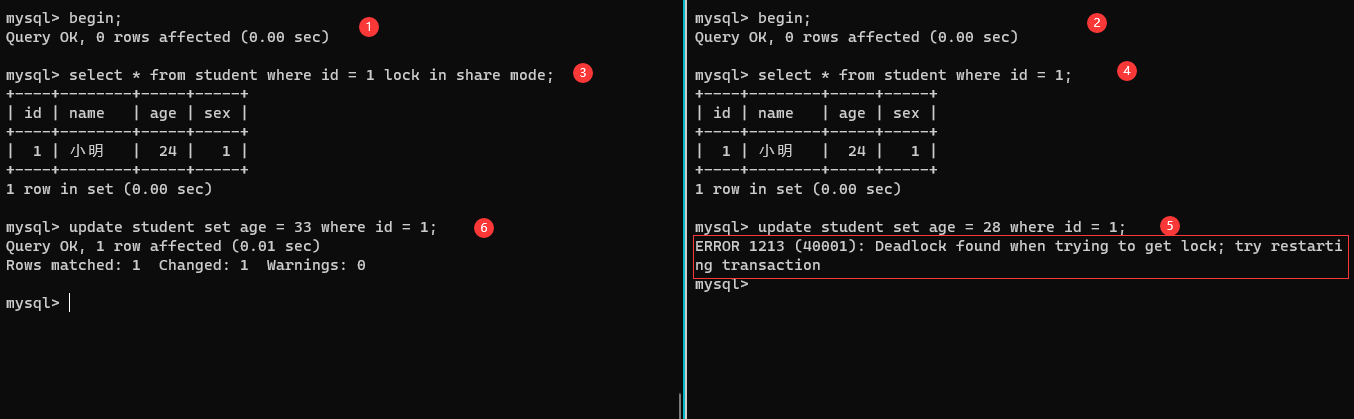 mysql> begin; 1
Query OK, 0 rows affected (0.00 sec)
mysql> select * from student where id = 1 lock in share mode; 3
+----+--------+-----+-----+
| id | name   | age | sex |
+----+--------+-----+-----+
|  1 | 小明   |  24 |   1 |
+----+--------+-----+-----+
1 row in set (0.00 sec)
mysql> update student set age = 33 where id = 1; 6
Query OK, 1 row affected (0.01 sec)
Rows matched: 1  Changed: 1  Warnings: 0
mysql>
mysql> begin; 2
Query OK, 0 rows affected (0.00 sec)
mysql> select * from student where id = 1; 4
+----+--------+-----+-----+
| id | name   | age | sex |
+----+--------+-----+-----+
|  1 | 小明   |  24 |   1 |
+----+--------+-----+-----+
1 row in set (0.00 sec)
mysql> update student set age = 28 where id = 1; 5
ERROR 1213 (40001): Deadlock found when trying to get lock; try restarti
ng transaction
mysql>